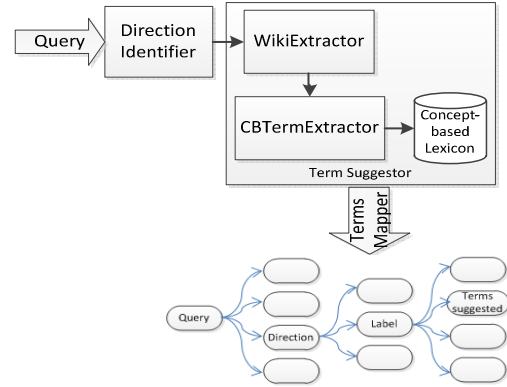 Query
Direction
Identifier
WikiExtractor
CBTermExtractor
Concept-
based
Lexicon
Term Suggestor
Terms
Mapper
Query
Direction
Label
Terms
suggested